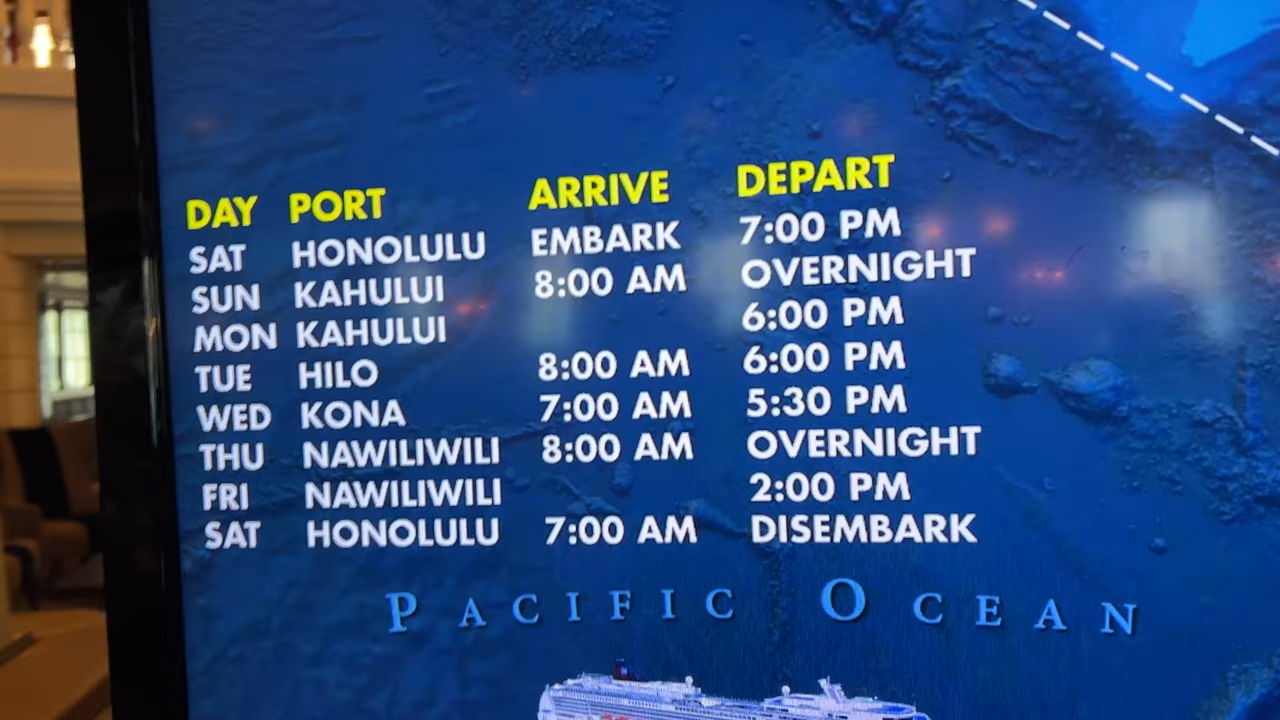 DAY PORT ARRIVE DEPART
SAT HONOLULU EMBARK 7:00 PM
SUN KAHULUI 8:00 AM OVERNIGHT
MON KAHULUI 6:00 PM
TUE HILO 8:00 AM 6:00 PM
WED KONA 7:00 AM 5:30 PM
THU NAWILIWILI 8:00 AM OVERNIGHT
FRI NAWILIWILI 2:00 PM
SAT HONOLULU 7:00 AM DISEMBARK
PACIFIC OCEAN